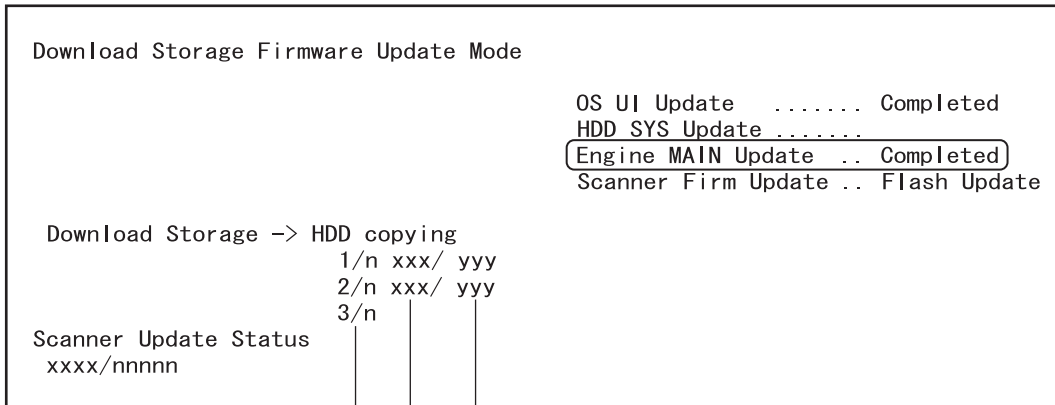 Download Storage Firmware Update Mode
OS UI Update ....... Completed
HDD SYS Update .......
Engine MAIN Update .. Completed
Scanner Firm Update .. Flash Update
Download Storage -> HDD copying
1/n xxx/ yyy
2/n xxx/ yyy
3/n
Scanner Update Status
xxxx/nnnnn